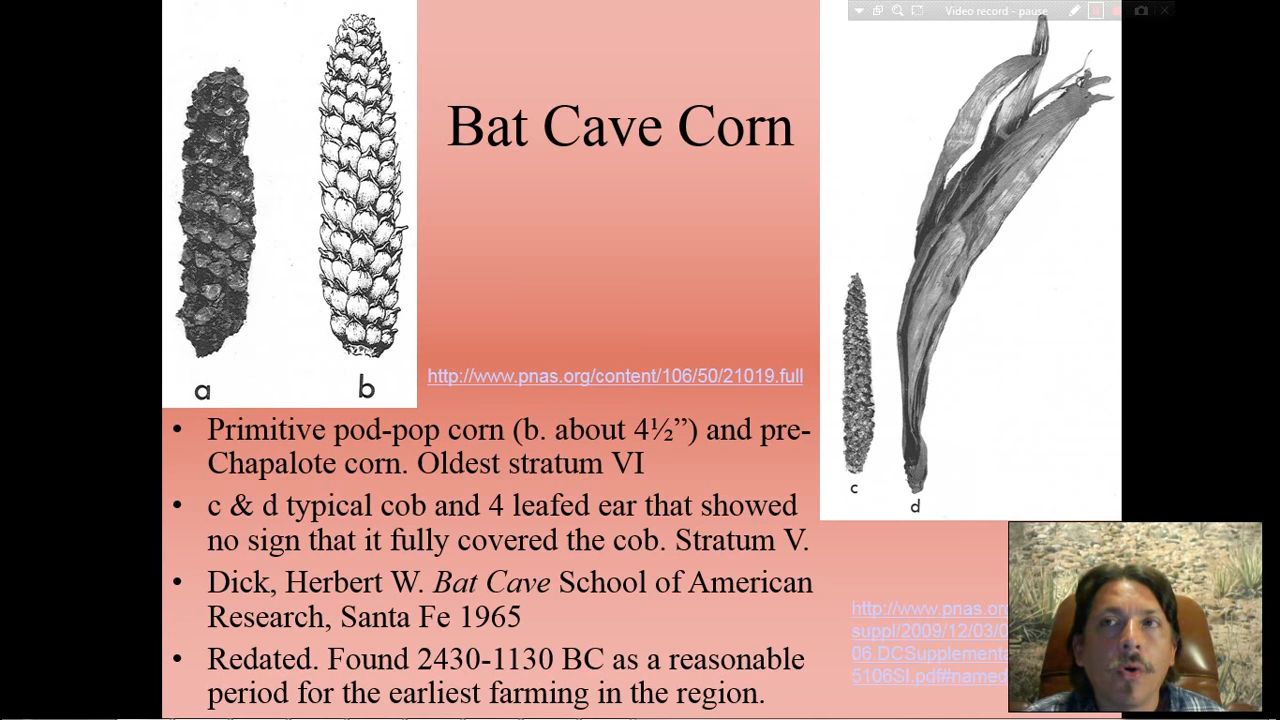 Video record - pause
Bat Cave Corn
a
b
http://www.pnas.org/content/106/50/21019.full
• Primitive pod-pop corn (b. about 4½”) and pre-
Chapalote corn. Oldest stratum VI
• c & d typical cob and 4 leafed ear that showed
no sign that it fully covered the cob. Stratum V.
• Dick, Herbert W. Bat Cave School of American
Research, Santa Fe 1965
• Redated. Found 2430-1130 BC as a reasonable
period for the earliest farming in the region.
c
d
http://www.pnas.org
suppl/2009/12/03/0
06.DCSupplementa
5106SI.pdf#named